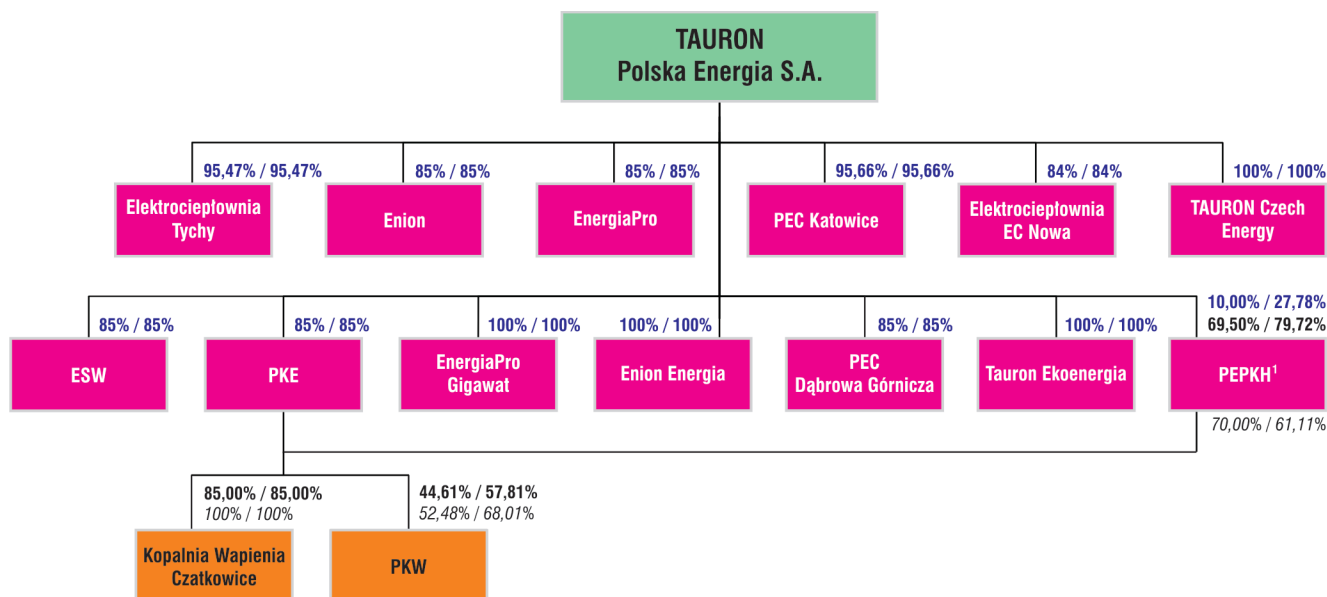 TAURON
Polska Energia S.A.
95,47% / 95,47%
85% / 85%
85% / 85%
95,66% / 95,66%
84% / 84%
100% / 100%
Elektrociepłownia
Tychy
Enion
EnergiaPro
PEC Katowice
Elektrociepłownia
EC Nowa
TAURON Czech
Energy
85% / 85%
85% / 85%
100% / 100%
100% / 100%
85% / 85%
100% / 100%
10,00% / 27,78%
69,50% / 79,72%
ESW
PKE
EnergiaPro
Gigawat
Enion Energia
PEC
Dąbrowa Górnicza
Tauron Ekoenergia
PEPKH¹
70,00% / 61,11%
85,00% / 85,00%
100% / 100%
44,61% / 57,81%
52,48% / 68,01%
Kopalnia Wapienia
Czatkowice
PKW